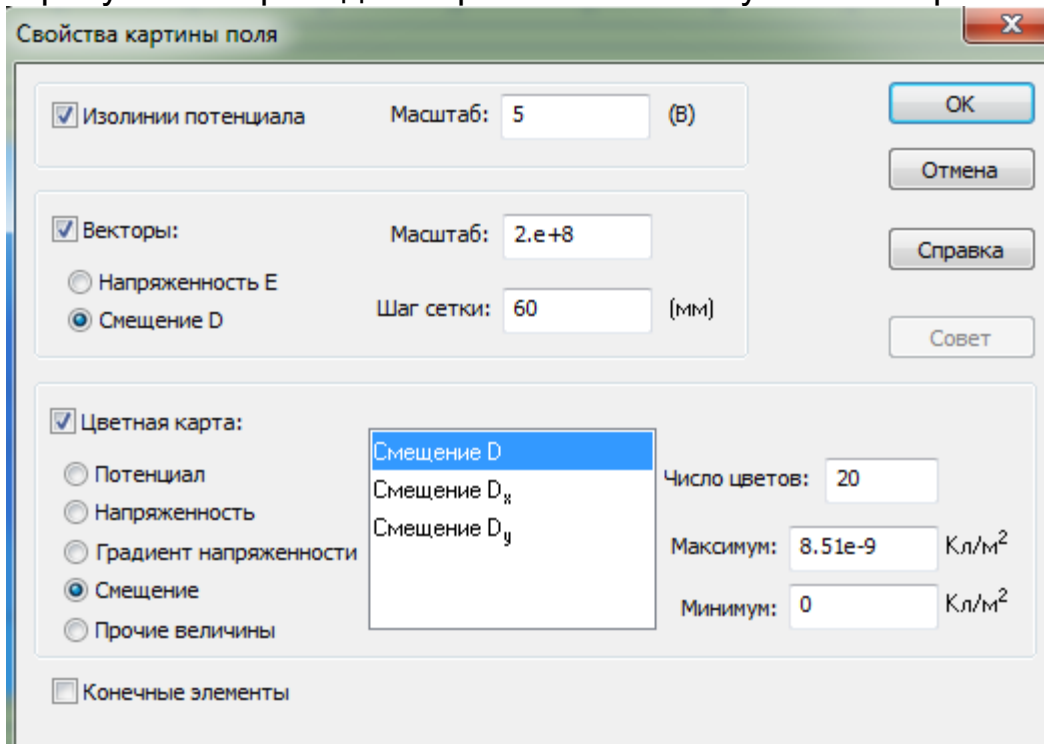 Свойства картины поля
Изолинии потенциала Масштаб: 5 (В) ОК
Отмена
Векторы: Масштаб: 2.e+8 Справка
Напряженность E
Смещение D Шаг сетки: 60 (мм)
Совет
Цветная карта:
Потенциал Смещение D Число цветов: 20
Напряженность Смещение Dx
Градиент напряженности Смещение Dy Максимум: 8.51e-9 Кл/м²
Смещение
Прочие величины Минимум: 0 Кл/м²
Конечные элементы